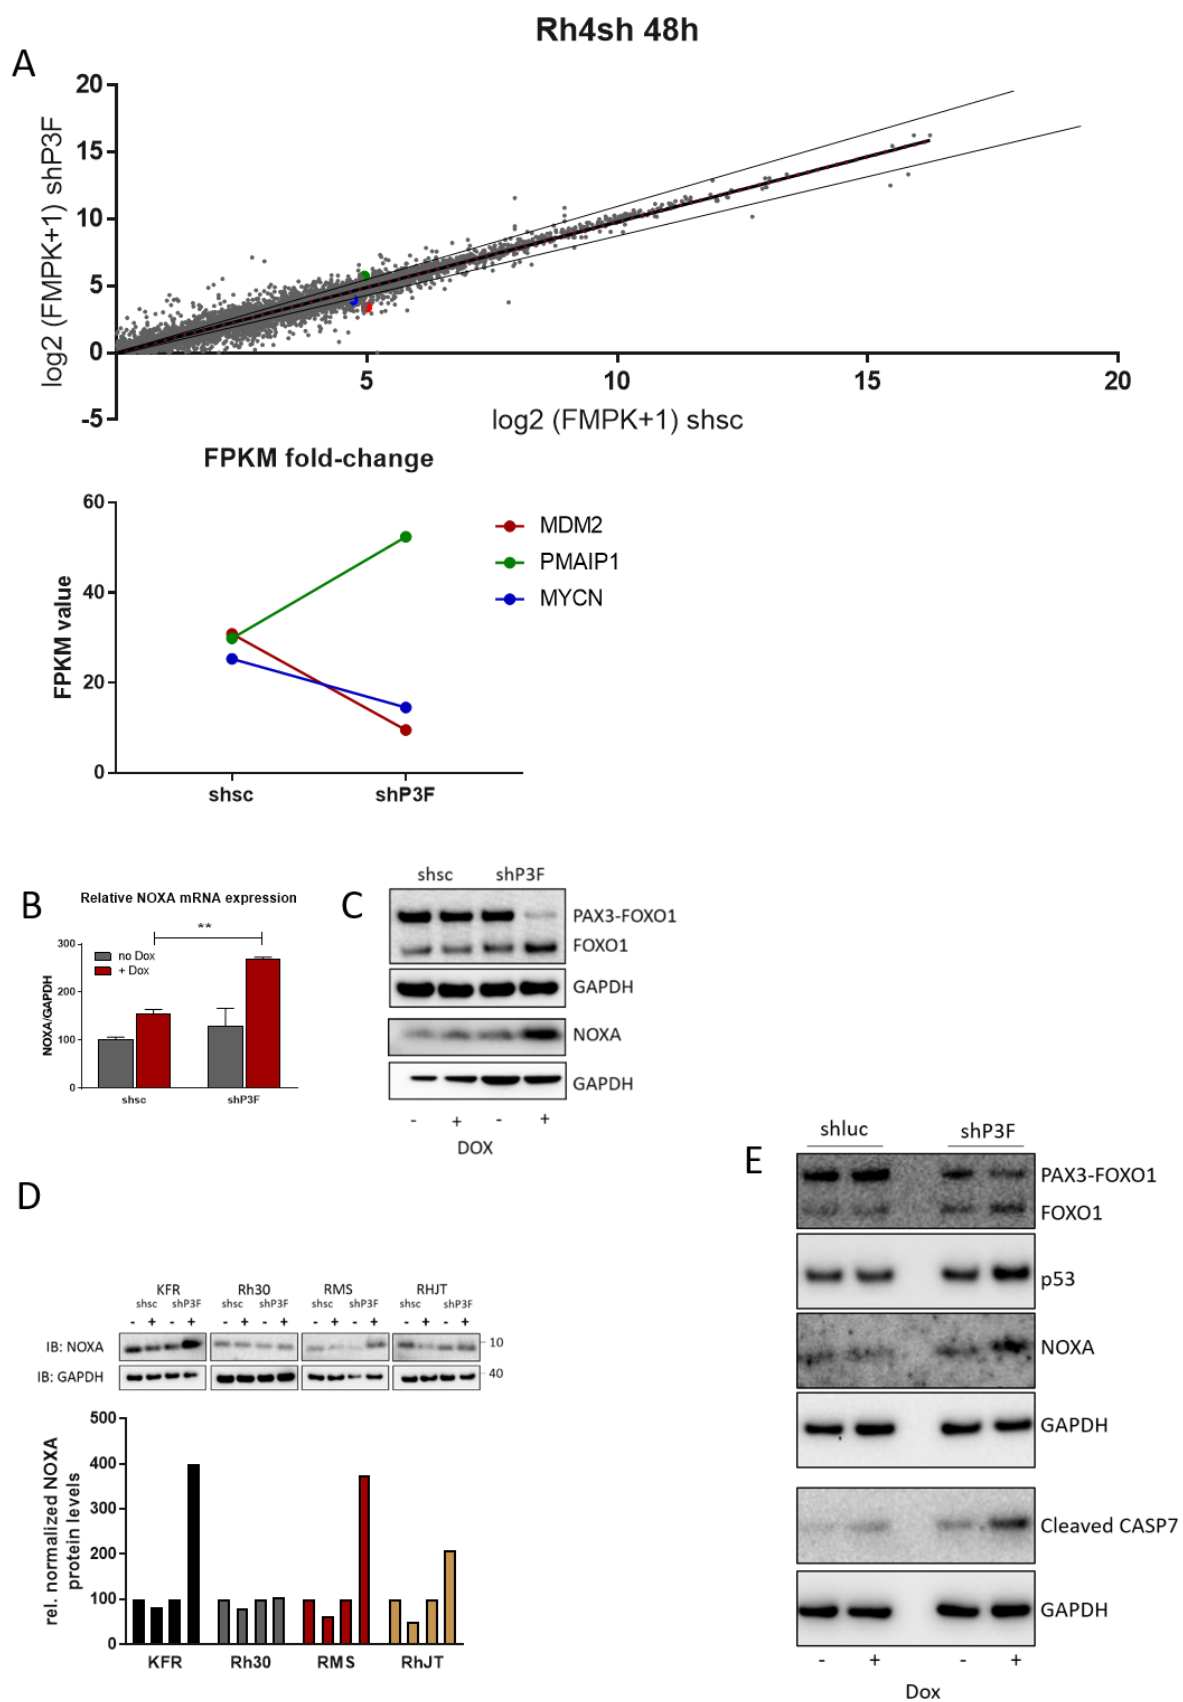 Rh4sh 48h
A
log2 (FMPK+1) shP3F
20
15
10
5
0
-5
5 10 15 20
log2 (FMPK+1) shsc
FPKM fold-change
FPKM value
60
40
20
0
shsc shP3F
MDM2
PMAIP1
MYCN
B
Relative NOXA mRNA expression
**
no Dox
+ Dox
NOXA/GAPDH
300
200
100
0
shsc shP3F
C
shsc shP3F
PAX3-FOXO1
FOXO1
GAPDH
NOXA
GAPDH
- + - +
DOX
D
KFR Rh30 RMS RHJT
shsc shP3F shsc shP3F shsc shP3F shsc shP3F
- + - + - + - + - + - + - + - +
IB: NOXA
10
IB: GAPDH
40
rel. normalized NOXA
protein levels
500
400
300
200
100
0
KFR Rh30 RMS RhJT
E
shluc shP3F
PAX3-FOXO1
FOXO1
p53
NOXA
GAPDH
Cleaved CASP7
GAPDH
- + - +
Dox